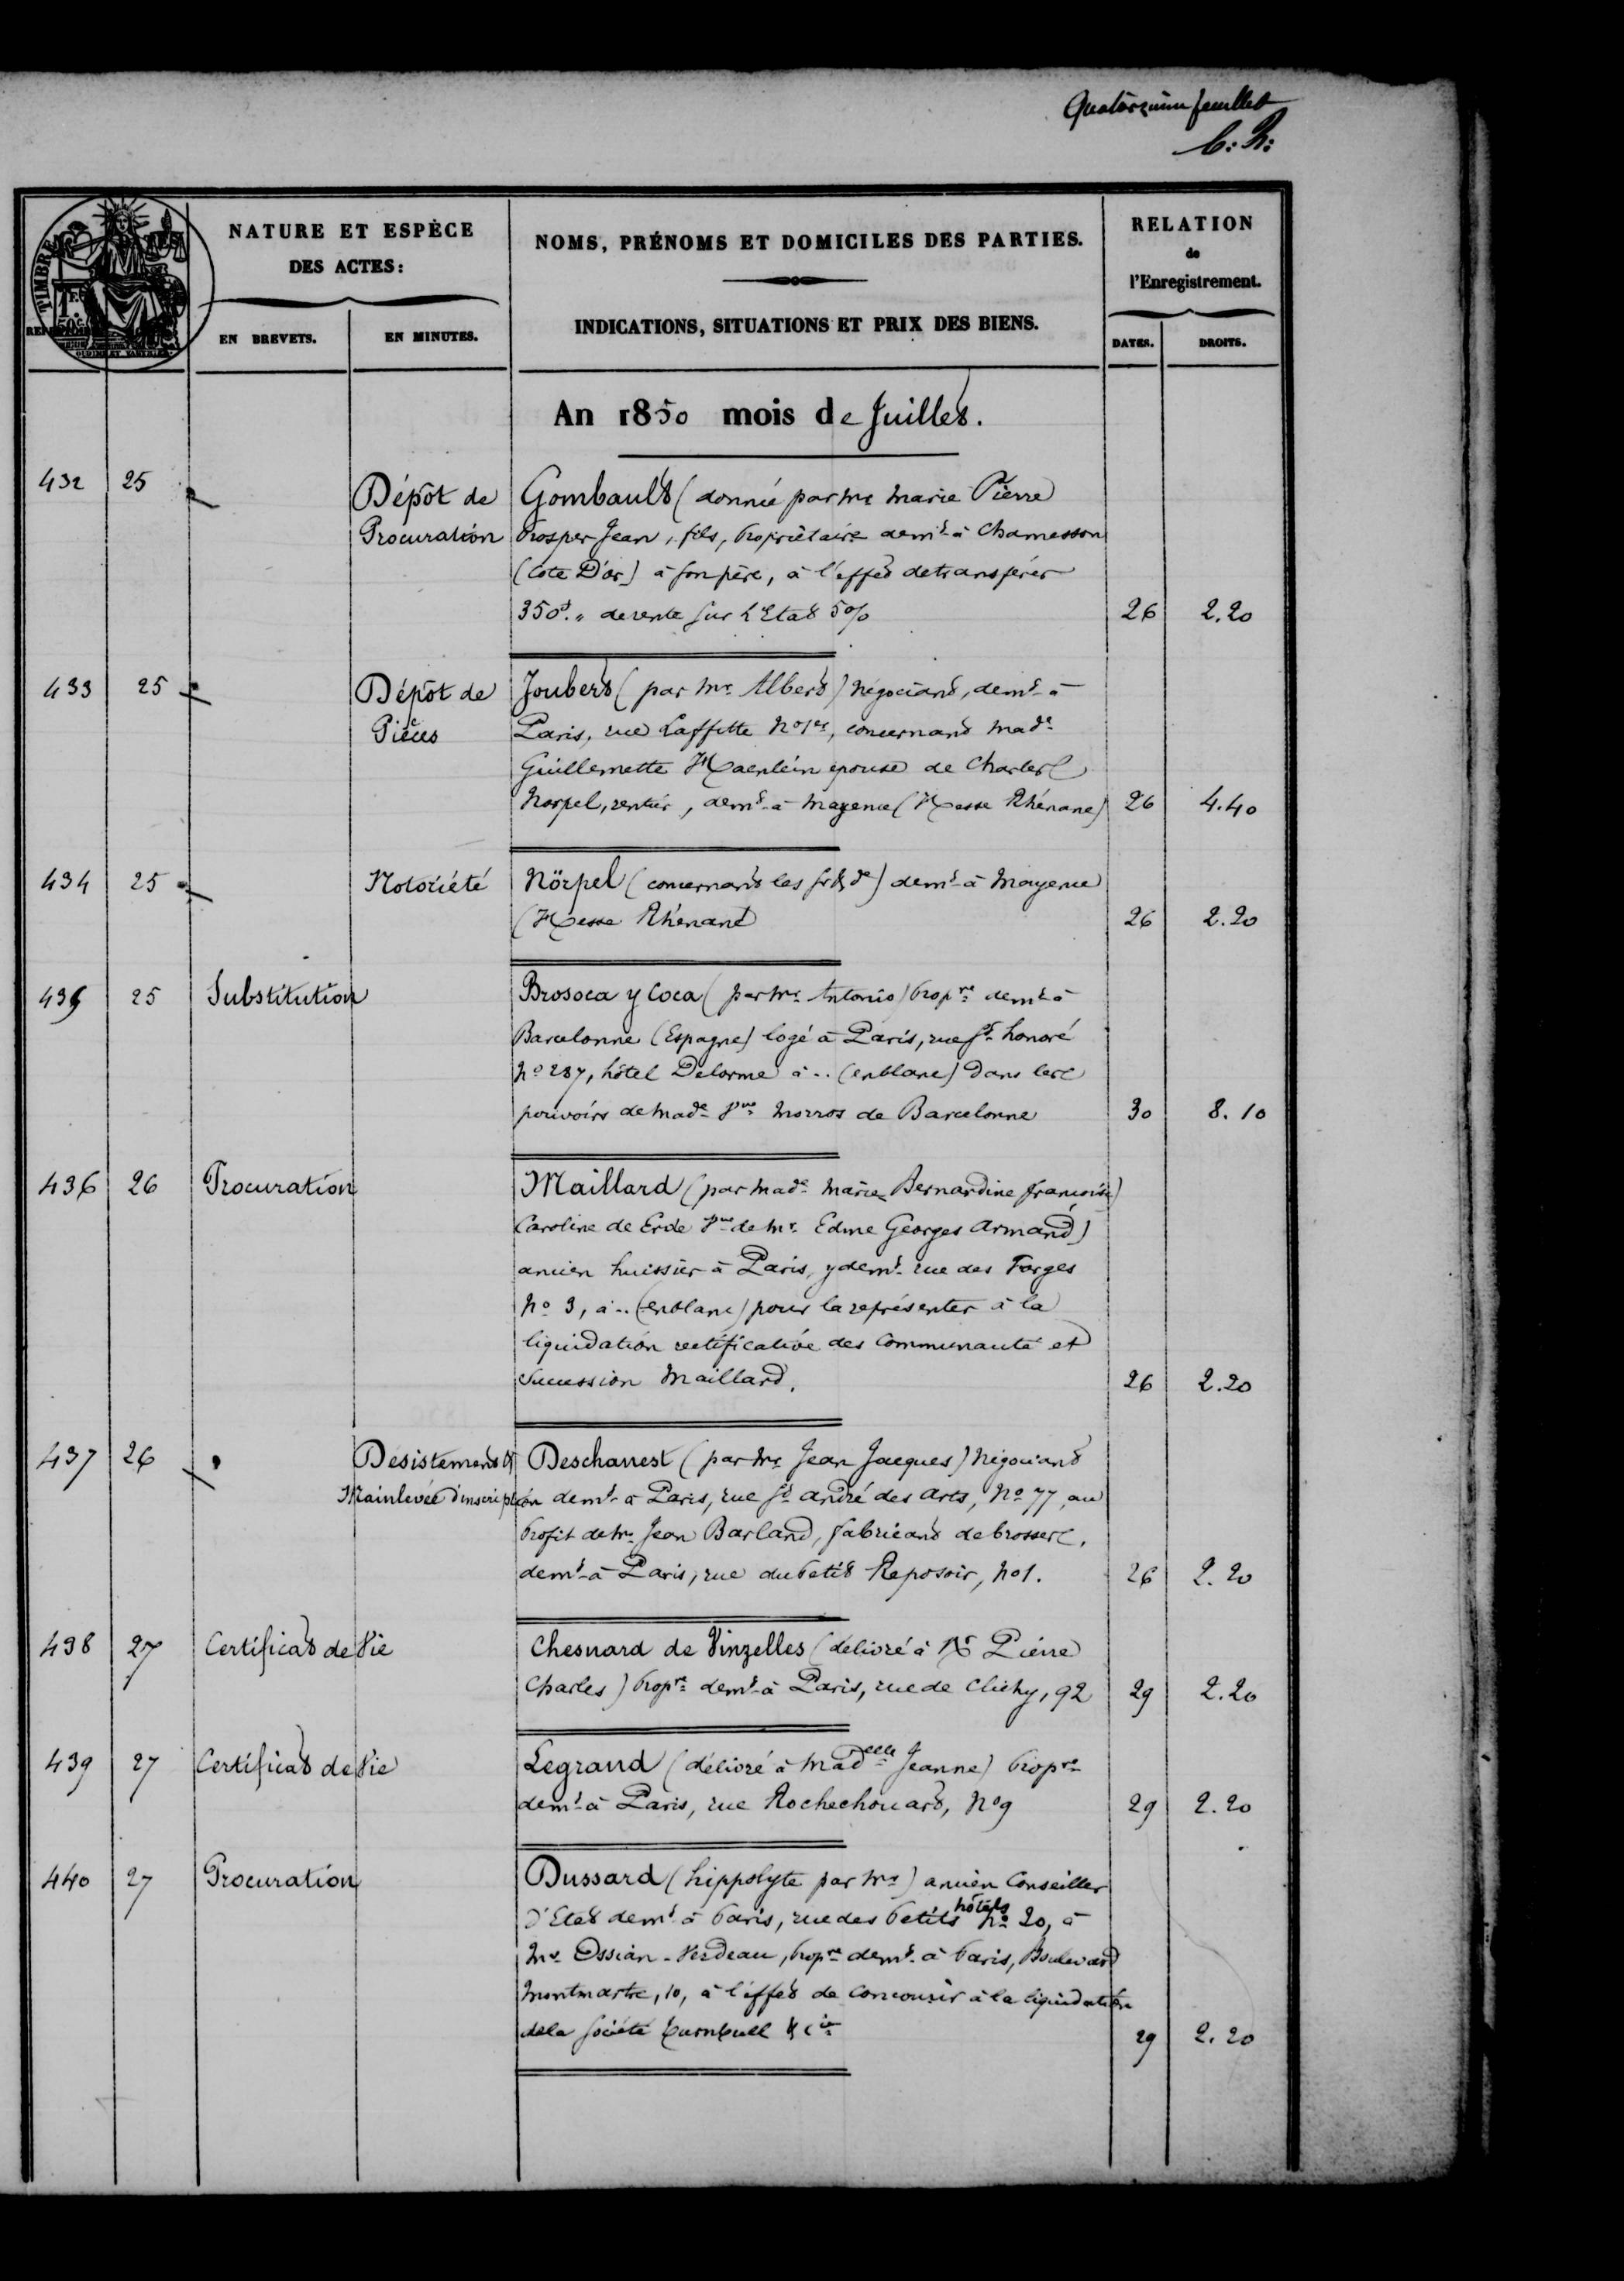 Quatorzième feuillet
C: R:
TIMBRE
NATURE ET ESPÈCE
DES ACTES:
EN BREVETS.
EN MINUTES.
NOMS, PRÉNOMS ET DOMICILES DES PARTIES.
INDICATIONS, SITUATIONS ET PRIX DES BIENS.
RELATION
de
l'Enregistrement.
DATES.
DROITS.
An 1850 mois de Juillet.
432 25 Dépôt de Gombault (donnée par Mr Marie Pierre
Procuration Prosper Jean, fils, propriétaire demt à Chamesson
(Côte D'or) à son père, à l'effet de transférer
350f. " de rente sur l'Etat 5% 26 2.20
433 25 Dépôt de Joubert (par Mr Albert) Négociant, demt à
Pièces Paris, rue Laffitte No 1er, concernant Made
Guillemette Haenlein épouse de Charles
Norpel, rentier, demt à Mayence (Hesse Rhénane) 26 4.40
434 25 Notoriété Nörpel (concernant les sr & de) demt à Mayence
(Hesse Rhénane 26 2.20
435 25 Substitution Brosoca y Coca (par Mr Antonio) propre demt à
Barcelonne (Espagne) logé à Paris, rue St honoré
No 287, hôtel Delorme à .. (en blanc) Dans les
pouvoirs de Made Vve Morros de Barcelonne 30 8.10
436 26 Procuration Maillard (par Made Marie Bernardine françoise
Caroline de Erde Vve de Mr. Edme Georges Armand)
ancien huissier à Paris, y demt rue des Forges
No 3, à .. (en blanc) pour la représenter à la
liquidation rectificative des Communauté et
Succession Maillard. 26 2.20
437 26 Désistement & Deschanest (par Mr Jean Jacques) Négociant
Mainlevée d'inscription demt à Paris, rue St André des Arts, No 77, au
Profit de Mr Jean Barland, fabricant de brosses,
demt à Paris, rue du Petit Reposoir, No 1. 26 2.20
438 27 Certificat de Vie Chesnard de Vinzelles (délivré à Mr Pierre
Charles) propre demt à Paris, rue de Clichy, 92 29 2.20
439 27 Certificat de Vie Legrand (délivré à Madelle Jeanne) propre
demt à Paris, rue Rochechouart, No 9 29 2.20
440 27 Procuration Dussard (hippolyte par Mr) ancien Conseiller
d'Etat demt à Paris, rue des Petits hôtels No 20, à
Mr Ossian-Verdeau, propre demt à Paris, Boulevard
Montmartre, 10, à l'effet de concourir à la liquidation
de la Société Turnbull & Cie 29 2.20